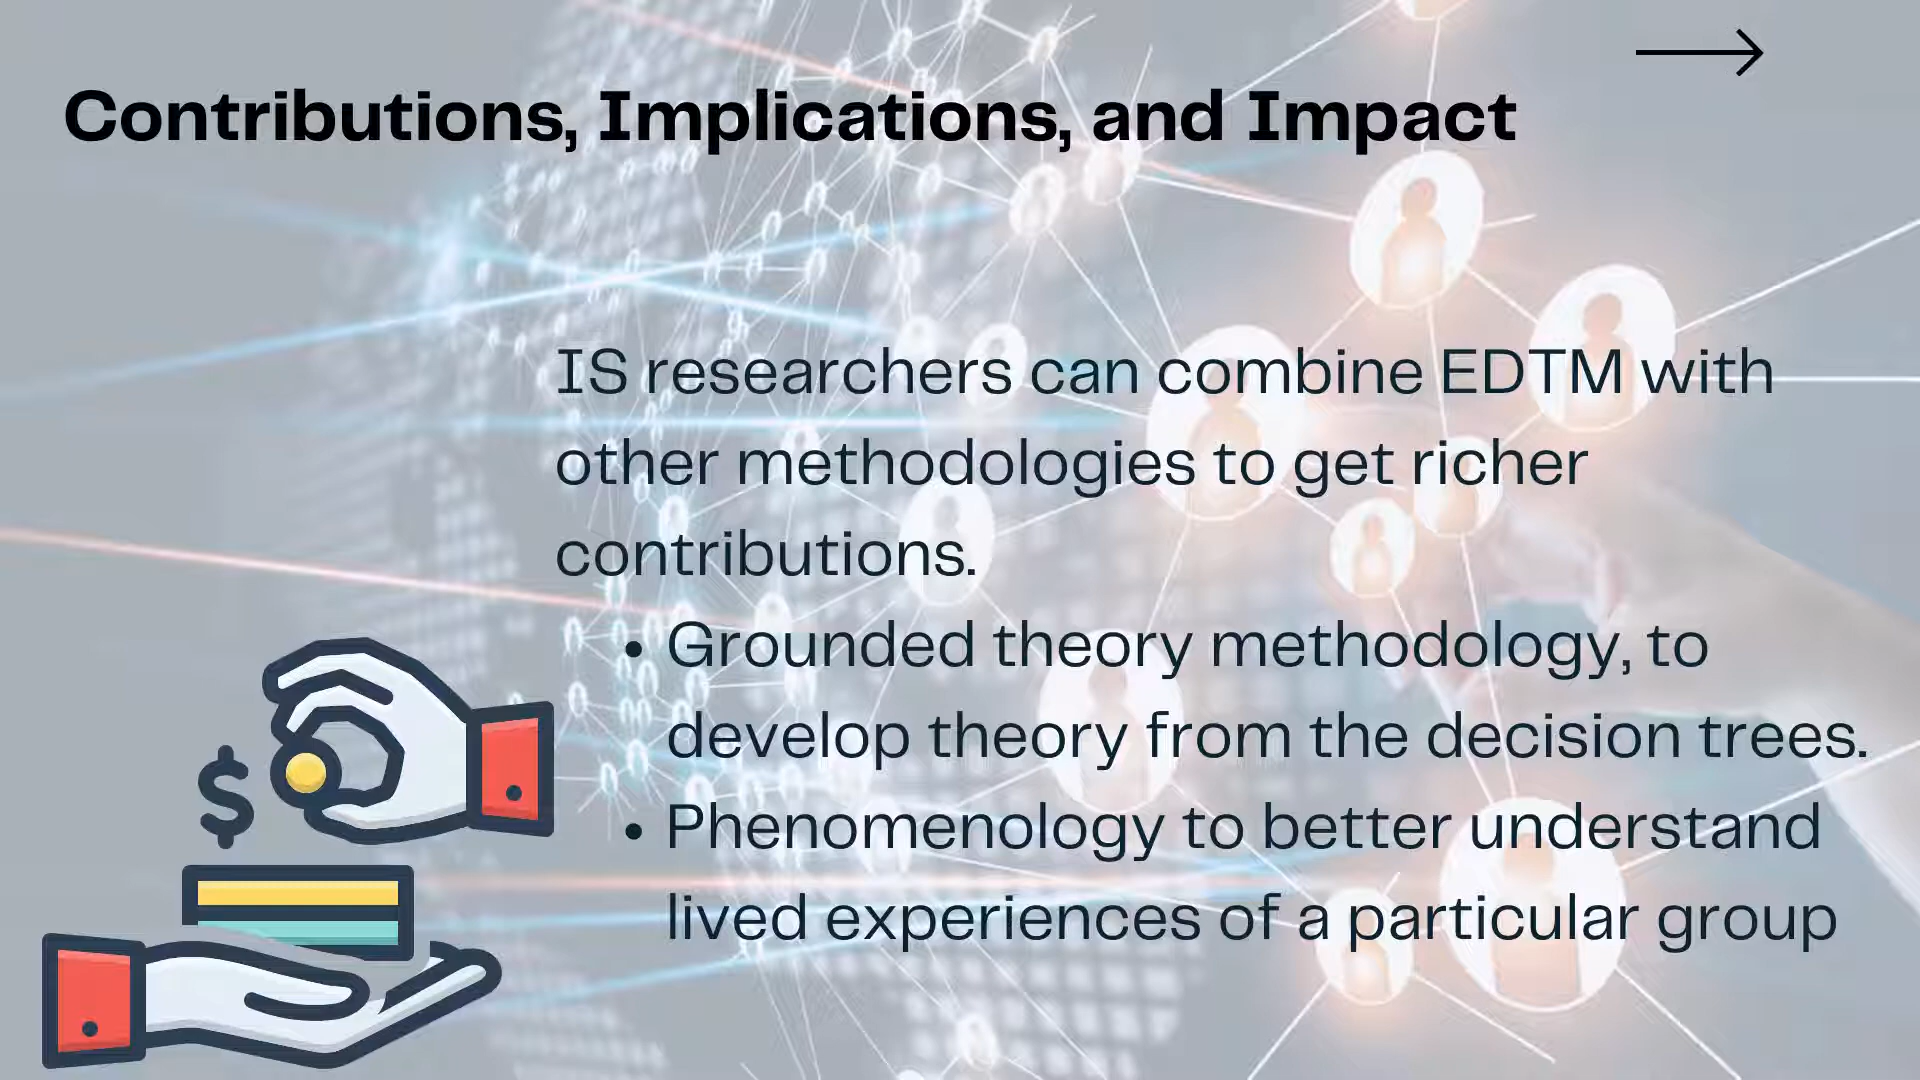 Contributions, Implications, and Impact
IS researchers can combine EDTM with
other methodologies to get richer
contributions.
• Grounded theory methodology, to
develop theory from the decision trees.
• Phenomenology to better understand
lived experiences of a particular group
$